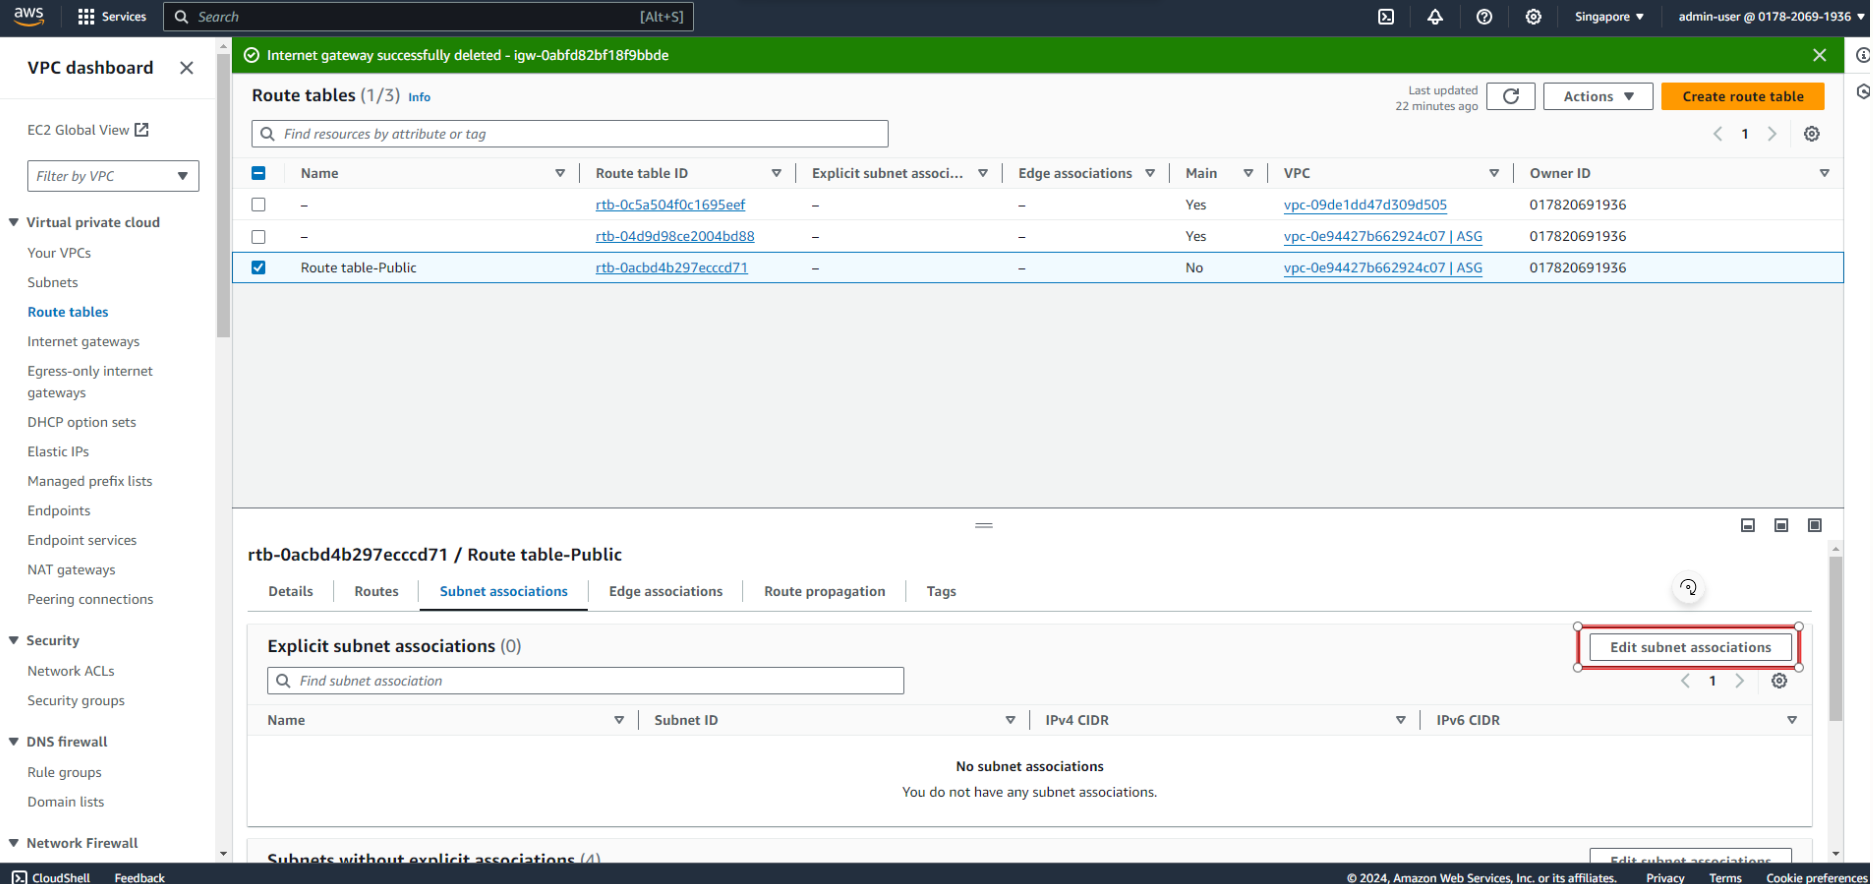 aws
Services
Search [Alt+S]
Singapore ▼
admin-user @ 0178-2069-1936 ▼
VPC dashboard
EC2 Global View
Filter by VPC
Virtual private cloud
Your VPCs
Subnets
Route tables
Internet gateways
Egress-only internet
gateways
DHCP option sets
Elastic IPs
Managed prefix lists
Endpoints
Endpoint services
NAT gateways
Peering connections
Security
Network ACLs
Security groups
DNS firewall
Rule groups
Domain lists
Network Firewall
Internet gateway successfully deleted - igw-0abfd82bf18f9bbde
Route tables (1/3) Info
Last updated
22 minutes ago
Actions ▼
Create route table
Find resources by attribute or tag
1
Name Route table ID Explicit subnet associ... Edge associations Main VPC Owner ID
– rtb-0c5a504f0c1695eef – – Yes vpc-09de1dd47d309d505 017820691936
– rtb-04d9d98ce2004bd88 – – Yes vpc-0e94427b662924c07 | ASG 017820691936
Route table-Public rtb-0acbd4b297ecccd71 – – No vpc-0e94427b662924c07 | ASG 017820691936
rtb-0acbd4b297ecccd71 / Route table-Public
Details Routes Subnet associations Edge associations Route propagation Tags
Explicit subnet associations (0)
Edit subnet associations
Find subnet association
1
Name Subnet ID IPv4 CIDR IPv6 CIDR
No subnet associations
You do not have any subnet associations.
Subnets without explicit associations (4)
Edit subnet associations
CloudShell Feedback
© 2024, Amazon Web Services, Inc. or its affiliates. Privacy Terms Cookie preferences